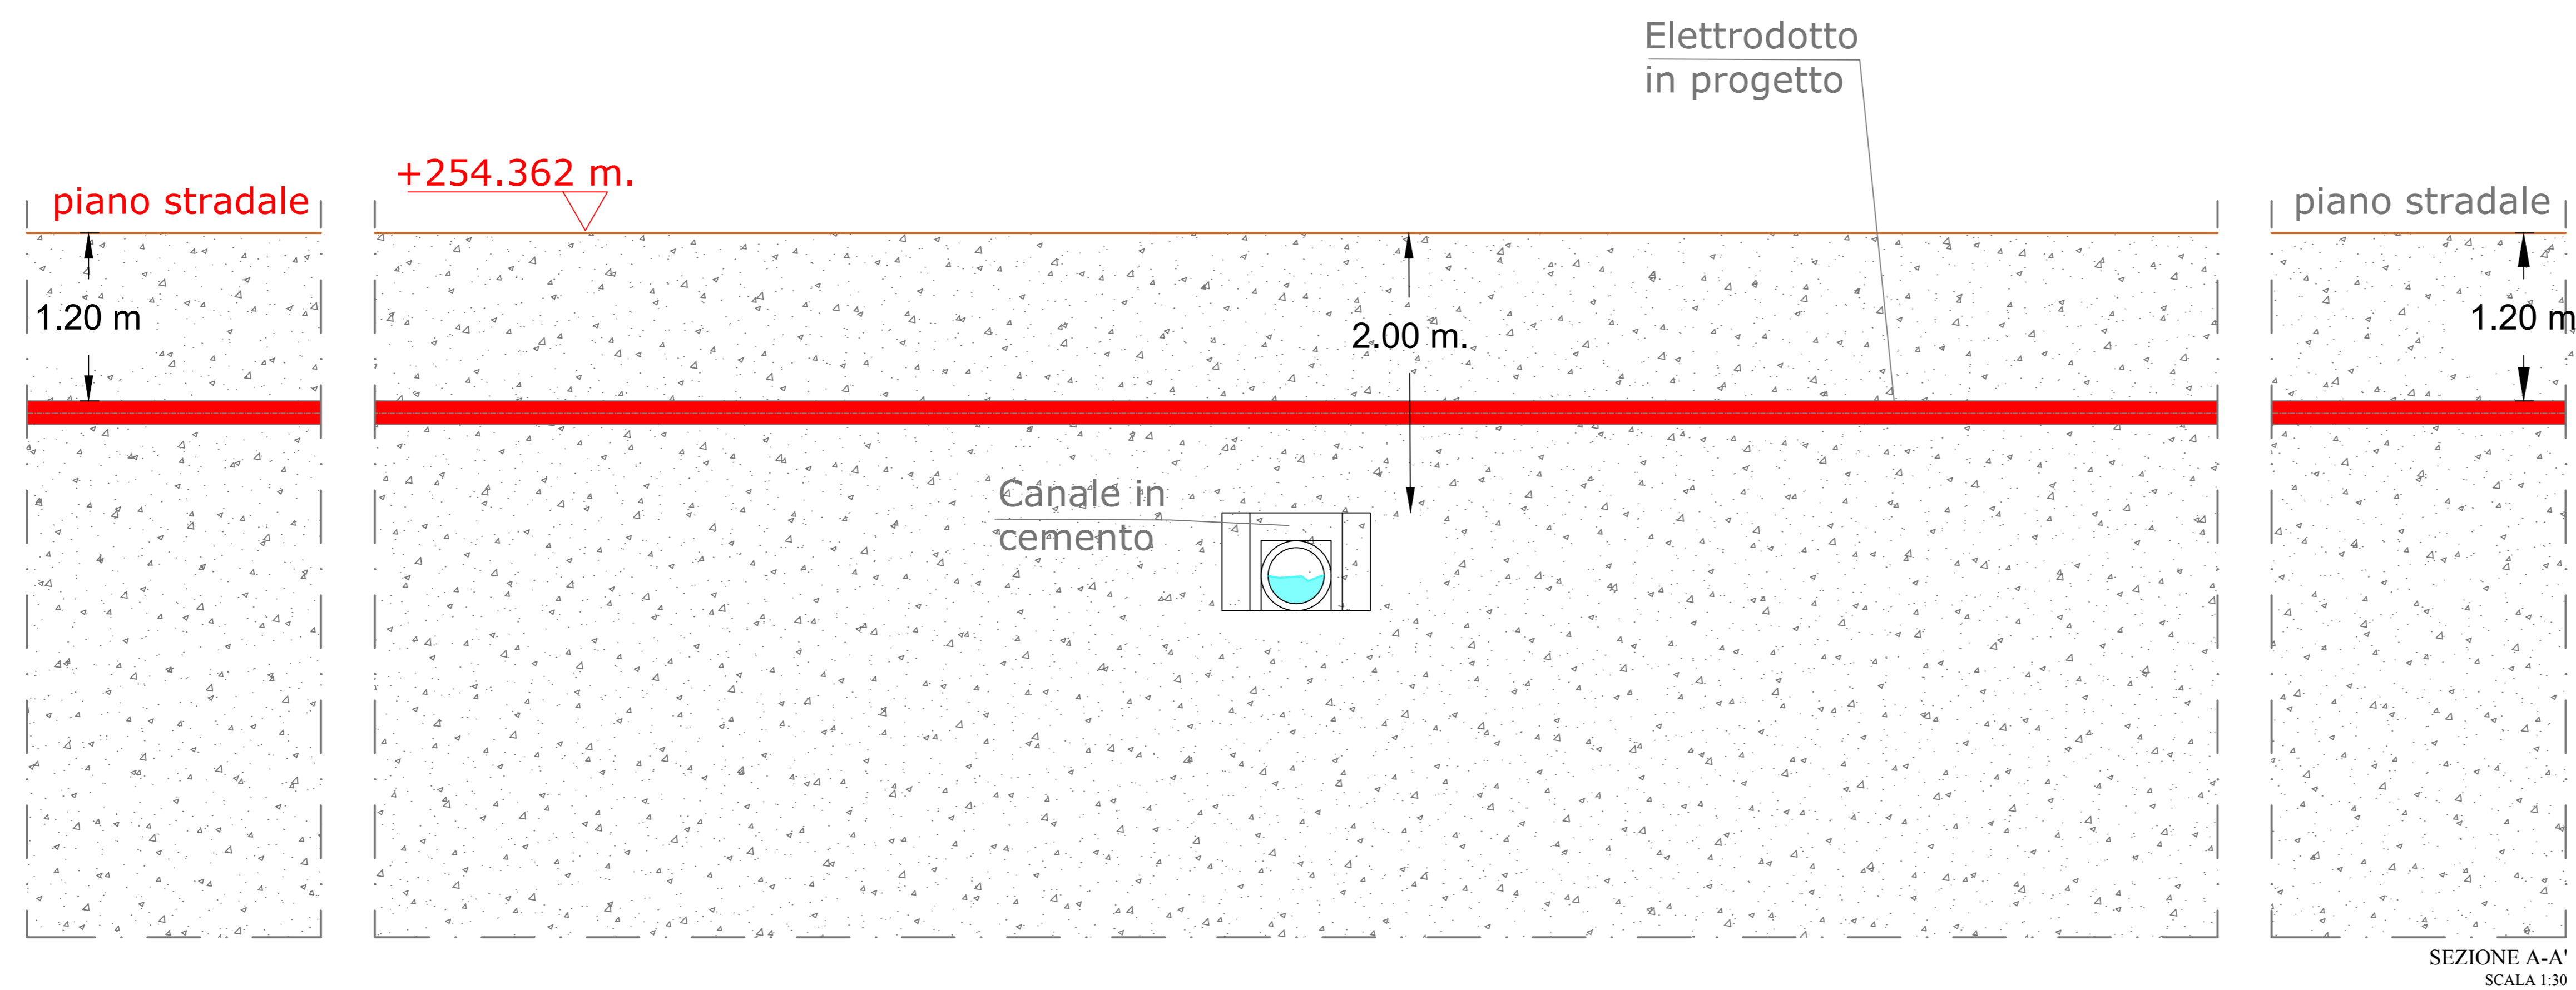 Elettrodotto
in progetto
+254.362 m.
piano stradale
piano stradale
1.20 m
2.00 m.
1.20 m
Canale in
cemento
SEZIONE A-A'
SCALA 1:30